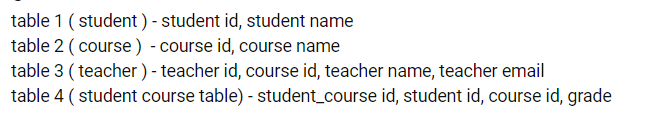 table 1 ( student ) - student id, student name
table 2 ( course )  - course id, course name
table 3 ( teacher ) - teacher id, course id, teacher name, teacher email
table 4 ( student course table) - student_course id, student id, course id, grade